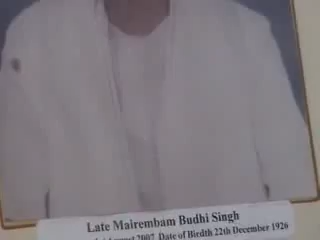 Late Mairembam Budhi Singh
August 2007 Date of Birdth 22th December 1926